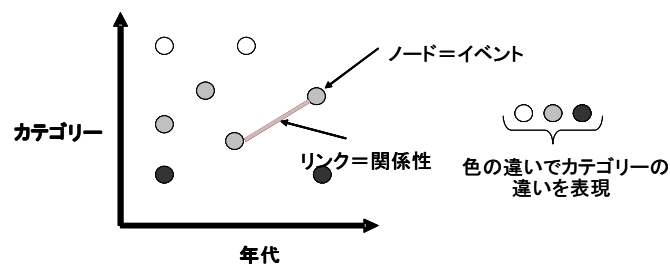 ノード＝イベント
カテゴリー
リンク＝関係性
色の違いでカテゴリーの
違いを表現
年代